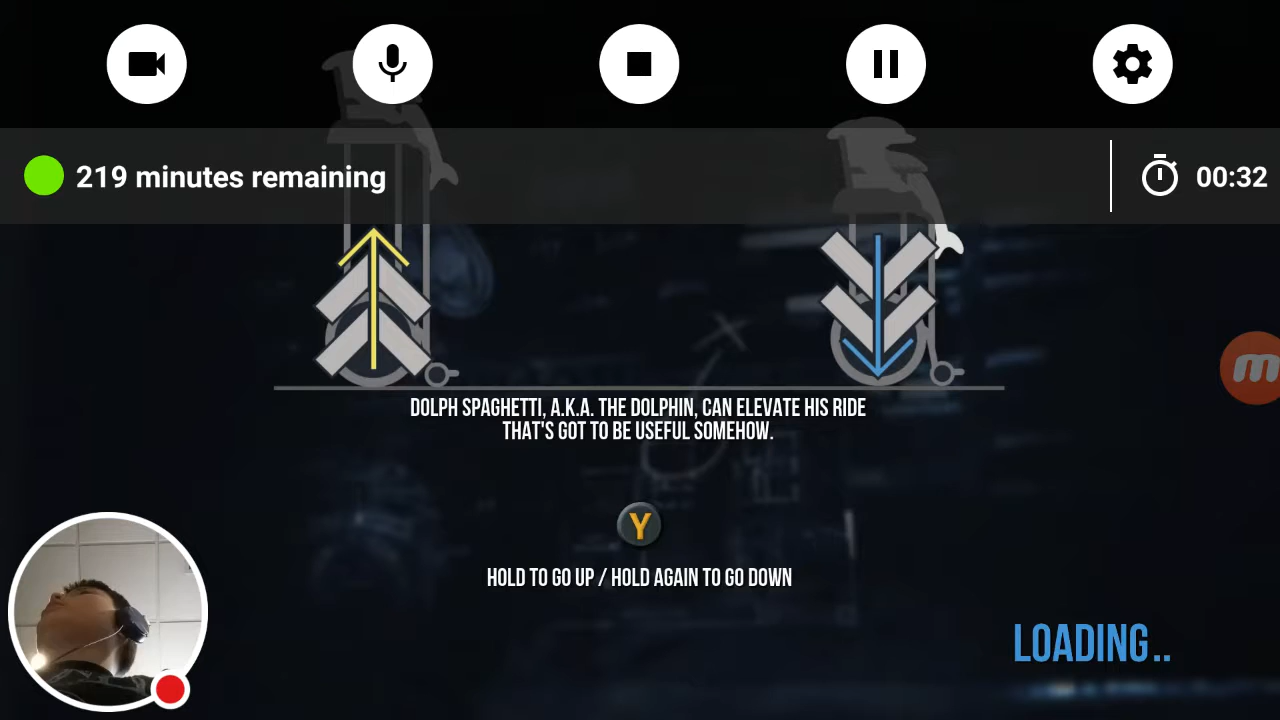 219 minutes remaining
00:32
m
DOLPH SPAGHETTI, A.K.A. THE DOLPHIN, CAN ELEVATE HIS RIDE
THAT'S GOT TO BE USEFUL SOMEHOW.
Y
HOLD TO GO UP / HOLD AGAIN TO GO DOWN
LOADING..